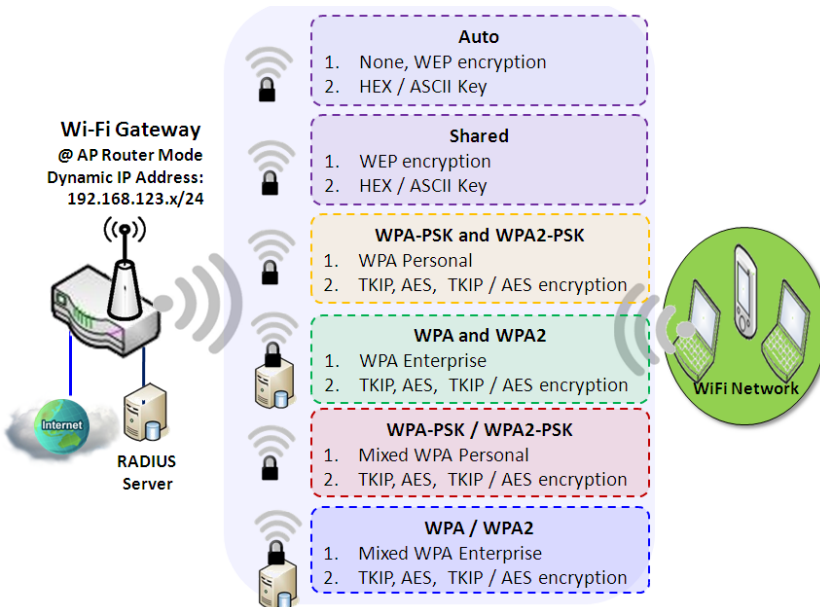 Auto
1. None, WEP encryption
2. HEX / ASCII Key
Wi-Fi Gateway
@ AP Router Mode
Dynamic IP Address:
192.168.123.x/24
Shared
1. WEP encryption
2. HEX / ASCII Key
WPA-PSK and WPA2-PSK
1. WPA Personal
2. TKIP, AES, TKIP / AES encryption
WPA and WPA2
1. WPA Enterprise
2. TKIP, AES, TKIP / AES encryption
WiFi Network
Internet
RADIUS
Server
WPA-PSK / WPA2-PSK
1. Mixed WPA Personal
2. TKIP, AES, TKIP / AES encryption
WPA / WPA2
1. Mixed WPA Enterprise
2. TKIP, AES, TKIP / AES encryption